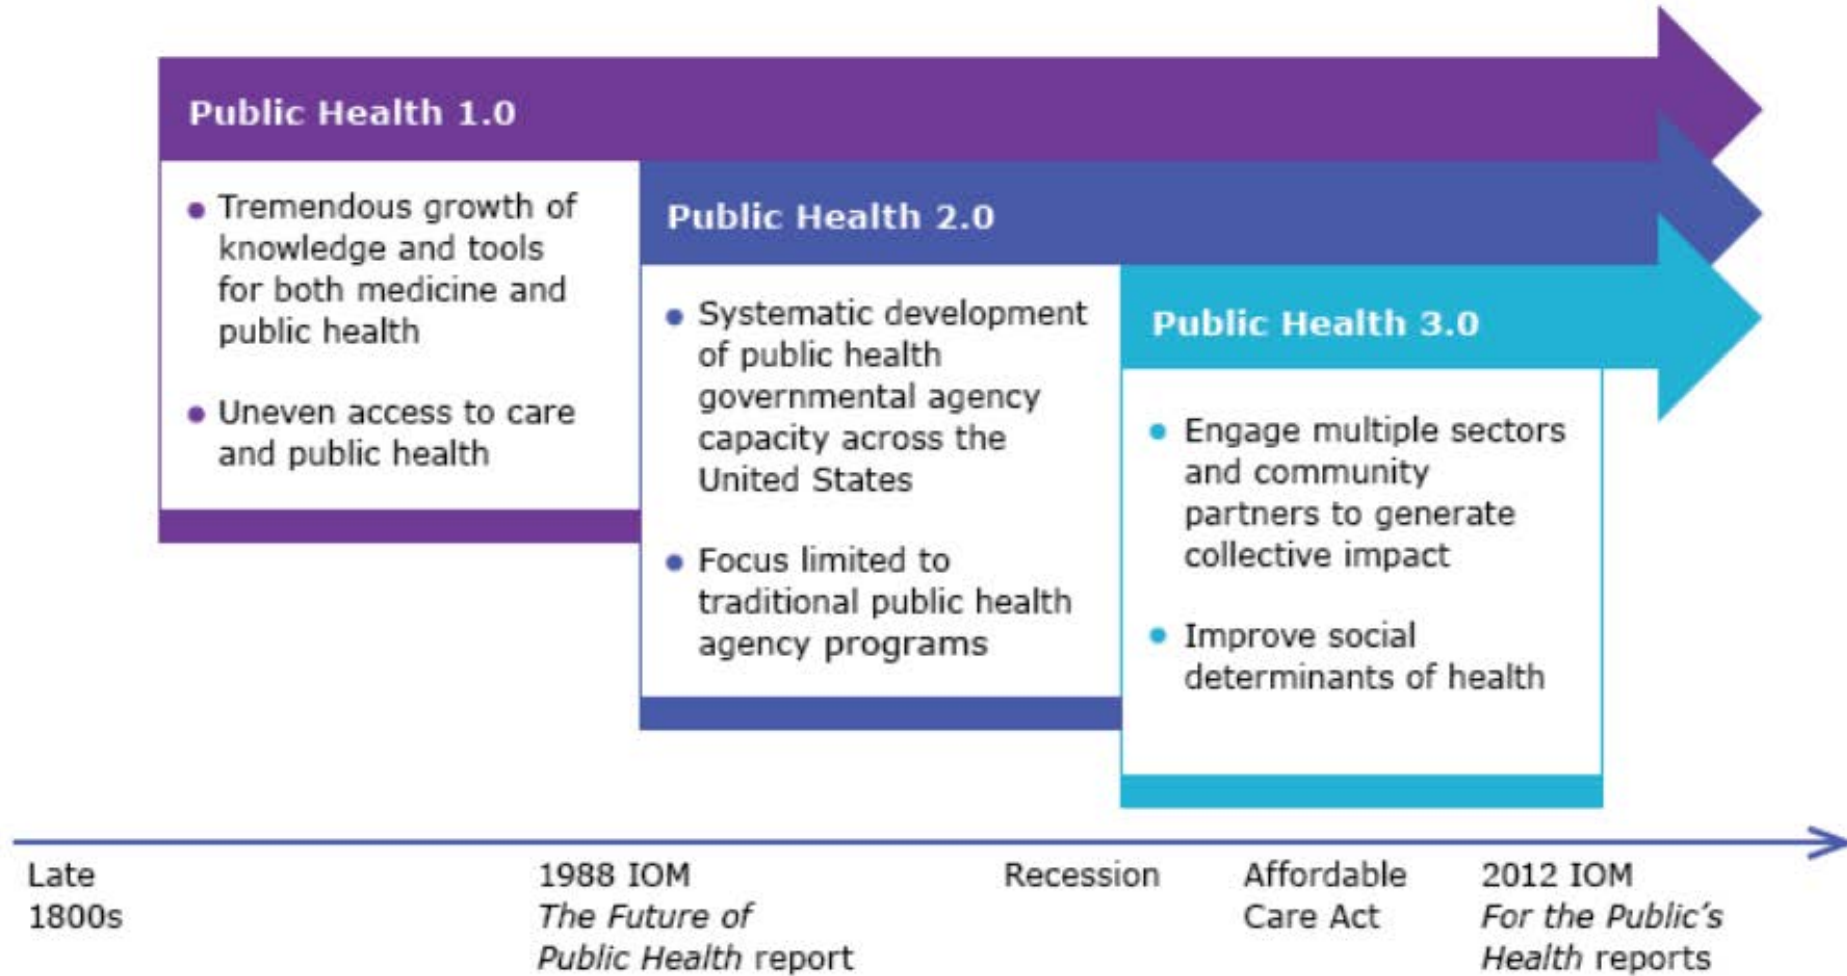 Public Health 1.0
• Tremendous growth of
knowledge and tools
for both medicine and
public health
• Uneven access to care
and public health
Public Health 2.0
• Systematic development
of public health
governmental agency
capacity across the
United States
• Focus limited to
traditional public health
agency programs
Public Health 3.0
• Engage multiple sectors
and community
partners to generate
collective impact
• Improve social
determinants of health
Late
1800s
1988 IOM
The Future of
Public Health report
Recession
Affordable
Care Act
2012 IOM
For the Public’s
Health reports